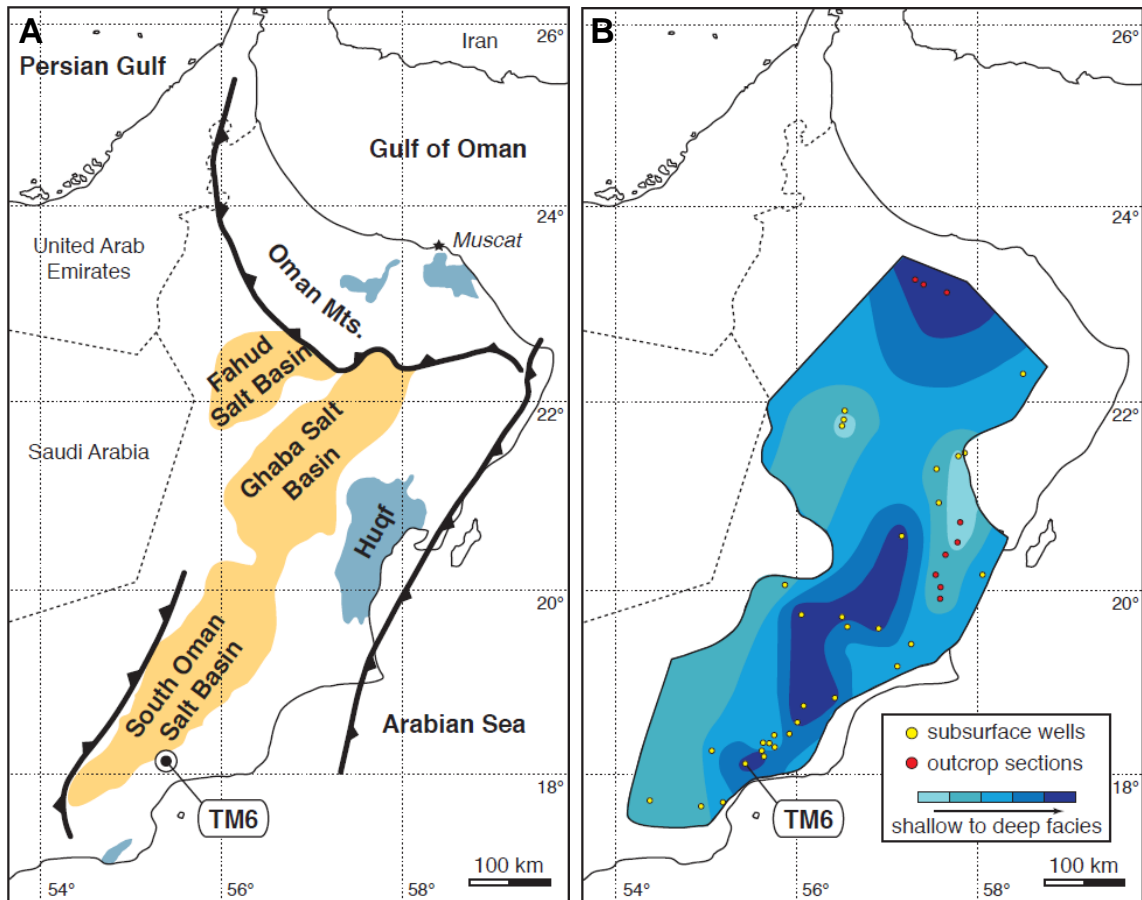 A
Persian Gulf
Iran
26°
Gulf of Oman
24°
United Arab
Emirates
Muscat
Oman Mts.
Fahud
Salt Basin
22°
Saudi Arabia
Ghaba Salt
Basin
Huqf
20°
South Oman
Salt Basin
Arabian Sea
18°
TM6
100 km
54°
56°
58°
B
26°
24°
22°
20°
subsurface wells
outcrop sections
shallow to deep facies
18°
TM6
100 km
54°
56°
58°